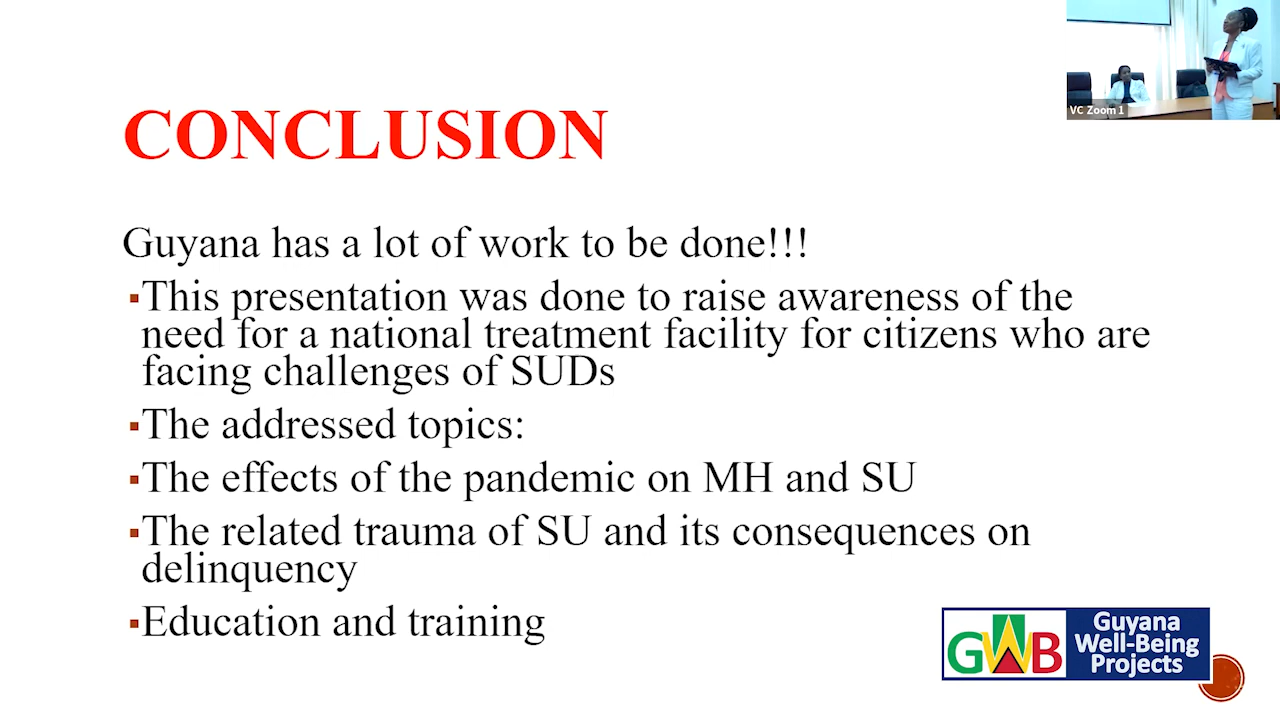 VC Zoom 1
CONCLUSION
Guyana has a lot of work to be done!!!
▪This presentation was done to raise awareness of the
need for a national treatment facility for citizens who are
facing challenges of SUDs
▪The addressed topics:
▪The effects of the pandemic on MH and SU
▪The related trauma of SU and its consequences on
delinquency
▪Education and training
GWB
Guyana
Well-Being
Projects